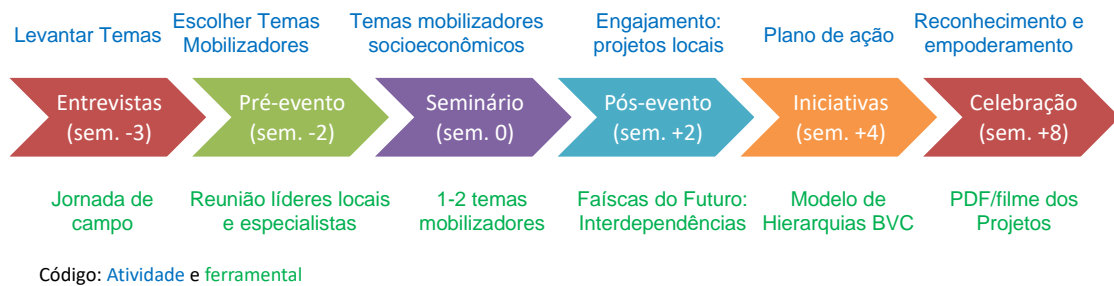 Levantar Temas
Escolher Temas
Mobilizadores
Temas mobilizadores
socioeconômicos
Engajamento:
projetos locais
Plano de ação
Reconhecimento e
empoderamento
Entrevistas
(sem. -3)
Pré-evento
(sem. -2)
Seminário
(sem. 0)
Pós-evento
(sem. +2)
Iniciativas
(sem. +4)
Celebração
(sem. +8)
Jornada de
campo
Reunião líderes locais
e especialistas
1-2 temas
mobilizadores
Faíscas do Futuro:
Interdependências
Modelo de
Hierarquias BVC
PDF/filme dos
Projetos
Código: Atividade e ferramental